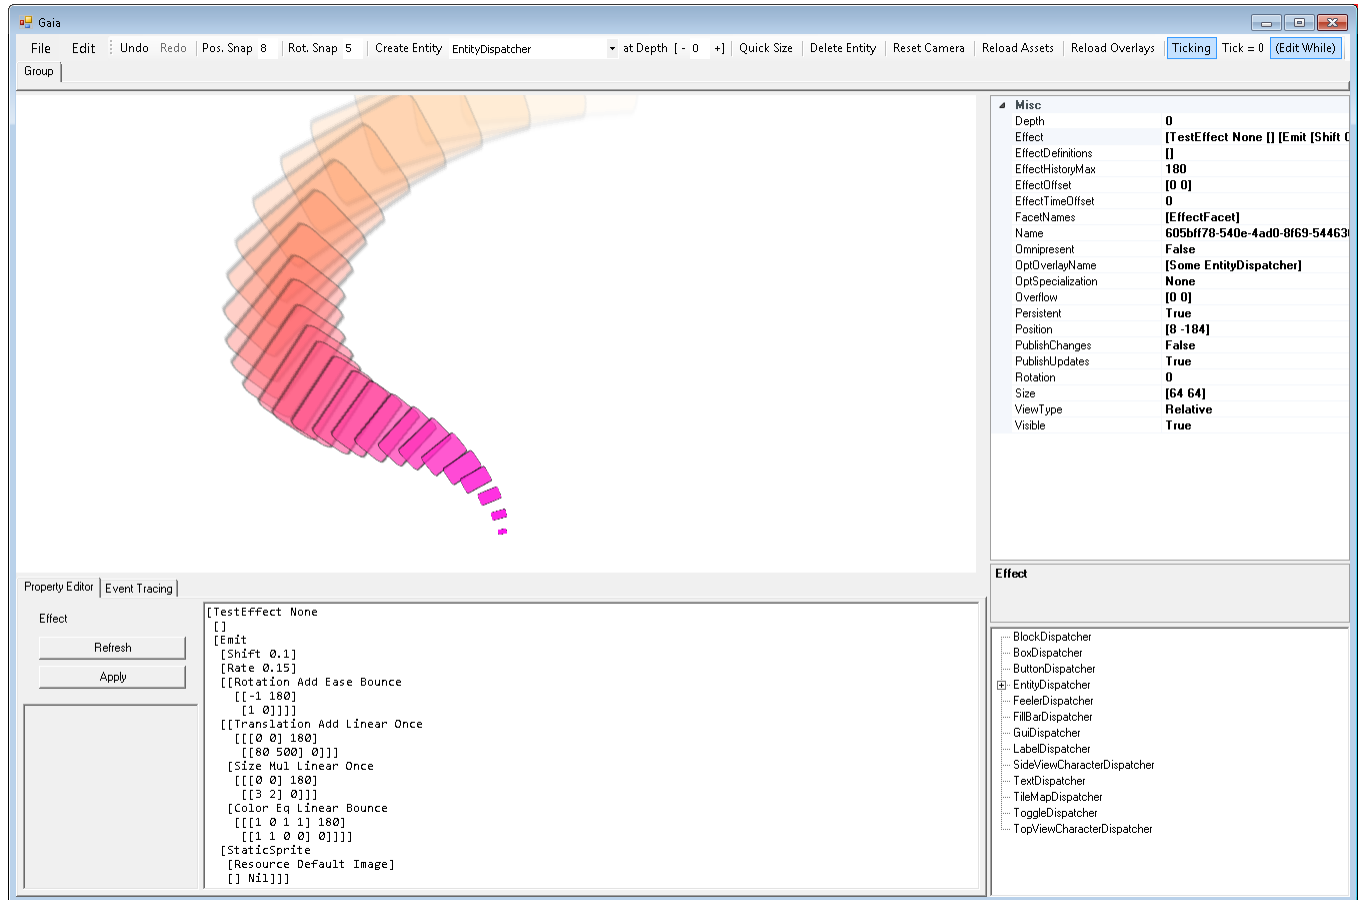 Gaia
File Edit Undo Redo Pos. Snap 8 Rot. Snap 5 Create Entity EntityDispatcher at Depth [ - 0 +] Quick Size Delete Entity Reset Camera Reload Assets Reload Overlays Ticking Tick = 0 (Edit While)
Group
Misc
Depth 0
Effect [TestEffect None [] [Emit [Shift 0
EffectDefinitions []
EffectHistoryMax 180
EffectOffset [0 0]
EffectTimeOffset 0
FacetNames [EffectFacet]
Name 605bff78-540e-4ad0-8f69-544630
Omnipresent False
OptOverlayName [Some EntityDispatcher]
OptSpecialization None
Overflow [0 0]
Persistent True
Position [8 -184]
PublishChanges False
PublishUpdates True
Rotation 0
Size [64 64]
ViewType Relative
Visible True
Effect
Property Editor Event Tracing
Effect
Refresh
Apply
[TestEffect None
[]
[Emit
[Shift 0.1]
[Rate 0.15]
[[Rotation Add Ease Bounce
[[-1 180]
[1 0]]]]
[[Translation Add Linear Once
[[[0 0] 180]
[[80 500] 0]]]
[Size Mul Linear Once
[[[0 0] 180]
[[3 2] 0]]]
[Color Eq Linear Bounce
[[[1 0 1 1] 180]
[[1 1 0 0] 0]]]]
[StaticSprite
[Resource Default Image]
[] Nil]]]
BlockDispatcher
BoxDispatcher
ButtonDispatcher
EntityDispatcher
FeelerDispatcher
FillBarDispatcher
GuiDispatcher
LabelDispatcher
SideViewCharacterDispatcher
TextDispatcher
TileMapDispatcher
ToggleDispatcher
TopViewCharacterDispatcher